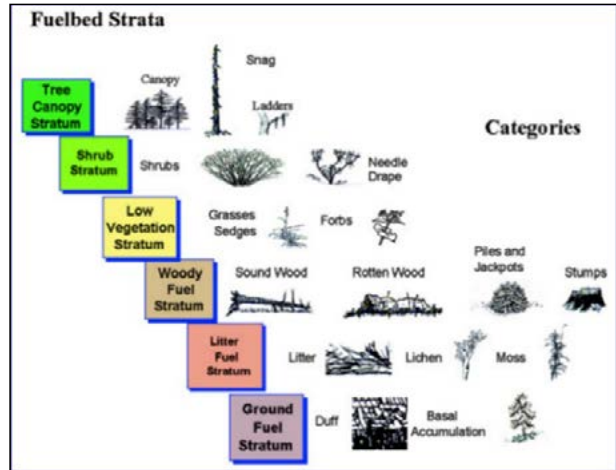 Fuelbed Strata
Snag
Canopy
Tree
Canopy
Stratum
Ladders
Categories
Shrub
Stratum
Shrubs
Needle
Drape
Low
Vegetation
Stratum
Grasses
Sedges
Forbs
Woody
Fuel
Stratum
Sound Wood
Rotten Wood
Piles and
Jackpots
Stumps
Litter
Fuel
Stratum
Litter
Lichen
Moss
Ground
Fuel
Stratum
Duff
Basal
Accumulation